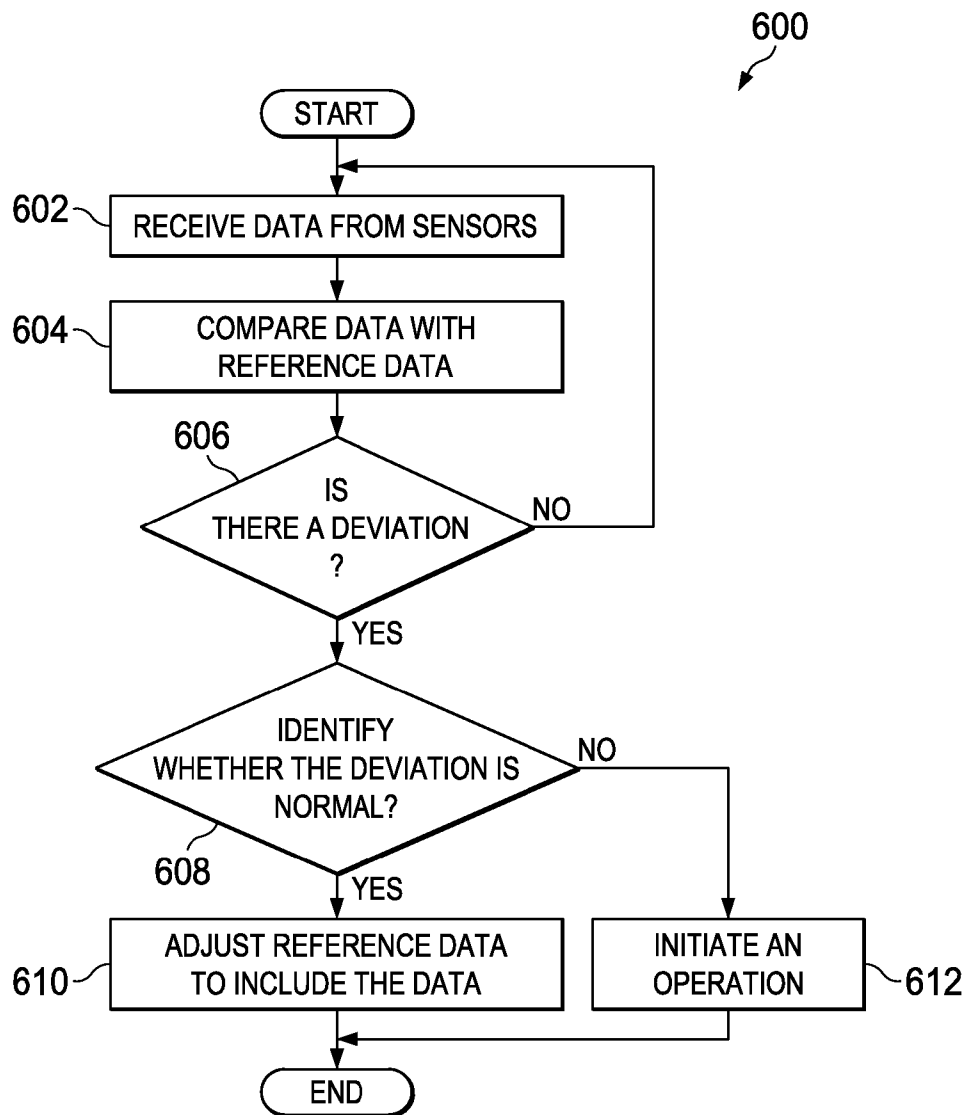 600
START
602
RECEIVE DATA FROM SENSORS
604
COMPARE DATA WITH
REFERENCE DATA
606
IS
THERE A DEVIATION
?
NO
YES
IDENTIFY
WHETHER THE DEVIATION IS
NORMAL?
NO
608
YES
610
ADJUST REFERENCE DATA
TO INCLUDE THE DATA
INITIATE AN
OPERATION
612
END